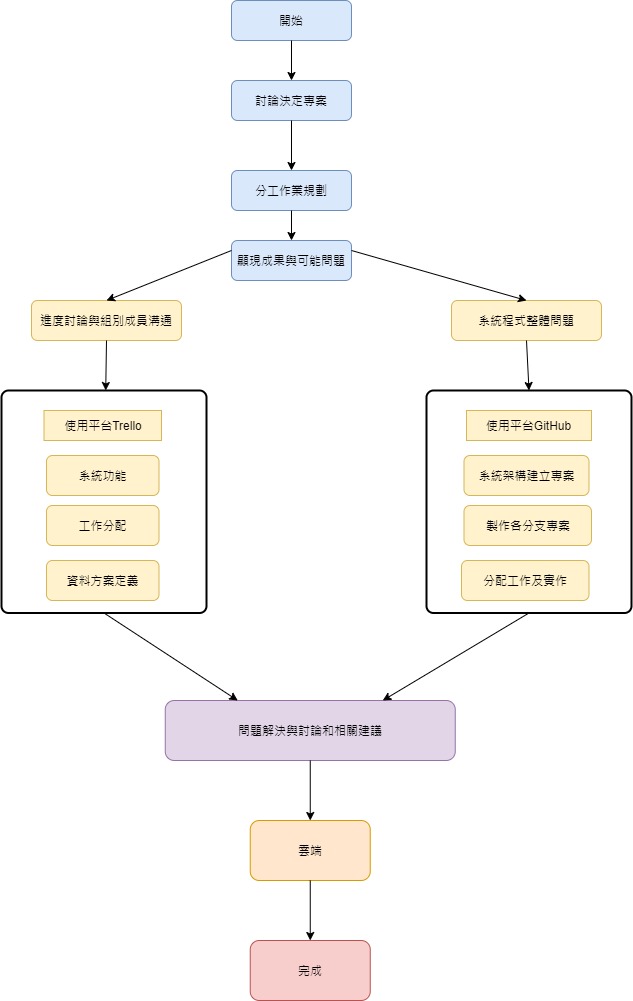 開始
討論決定專案
分工作業規劃
顯現成果與可能問題
進度討論與組別成員溝通
系統程式整體問題
使用平台Trello
系統功能
工作分配
資料方案定義
使用平台GitHub
系統架構建立專案
製作各分支專案
分配工作及實作
問題解決與討論和相關建議
雲端
完成